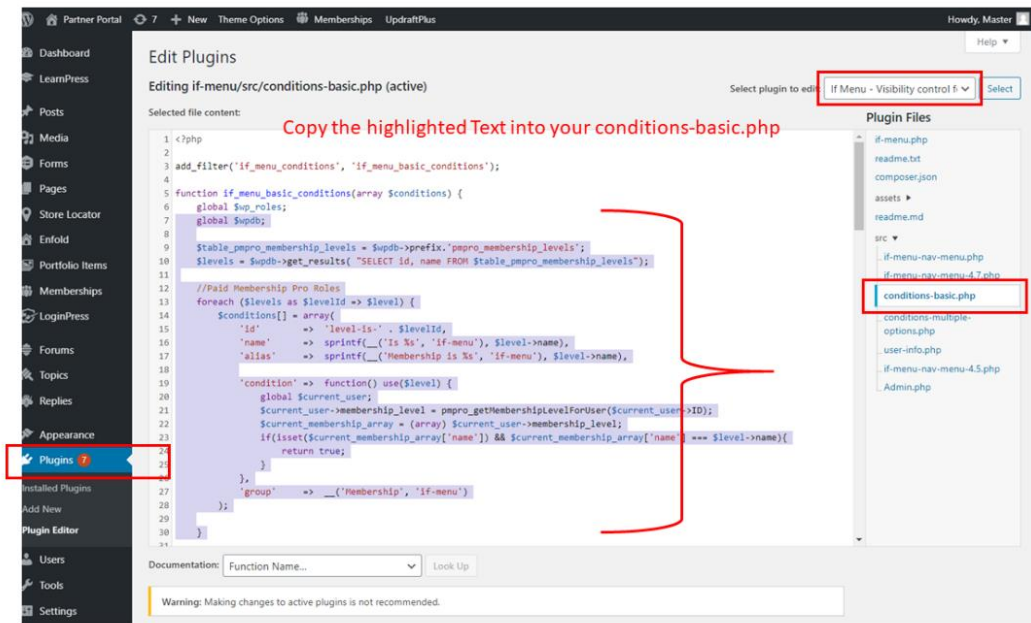 Partner Portal 7 + New Theme Options Memberships UpdraftPlus Howdy, Master
Help ▼
Dashboard
LearnPress
Posts
Media
Forms
Pages
Store Locator
Enfold
Portfolio Items
Memberships
LoginPress
Forums
Topics
Replies
Appearance
Plugins 7
Installed Plugins
Add New
Plugin Editor
Users
Tools
Settings
Edit Plugins
Editing if-menu/src/conditions-basic.php (active)
Select plugin to edit: If Menu - Visibility control f Select
Selected file content:
Copy the highlighted Text into your conditions-basic.php
1 <?php
2
3 add_filter('if_menu_conditions', 'if_menu_basic_conditions');
4
5 function if_menu_basic_conditions(array $conditions) {
6 global $wp_roles;
7 global $wpdb;
8
9 $table_pmpro_membership_levels = $wpdb->prefix.'pmpro_membership_levels';
10 $levels = $wpdb->get_results( "SELECT id, name FROM $table_pmpro_membership_levels");
11
12 //Paid Membership Pro Roles
13 foreach ($levels as $levelId => $level) {
14 $conditions[] = array(
15 'id' => 'level-is-' . $levelId,
16 'name' => sprintf(__('Is %s', 'if-menu'), $level->name),
17 'alias' => sprintf(__('Membership is %s', 'if-menu'), $level->name),
18
19 'condition' => function() use($level) {
20 global $current_user;
21 $current_user->membership_level = pmpro_getMembershipLevelForUser($current_user->ID);
22 $current_membership_array = (array) $current_user->membership_level;
23 if(isset($current_membership_array['name']) && $current_membership_array['name'] === $level->name){
24 return true;
25 }
26 },
27 'group' => __('Membership', 'if-menu')
28 );
29
30 }
31
Plugin Files
if-menu.php
readme.txt
composer.json
assets ▶
readme.md
src ▼
if-menu-nav-menu.php
if-menu-nav-menu-4.7.php
conditions-basic.php
conditions-multiple-
options.php
user-info.php
if-menu-nav-menu-4.5.php
Admin.php
Documentation: Function Name... Look Up
Warning: Making changes to active plugins is not recommended.